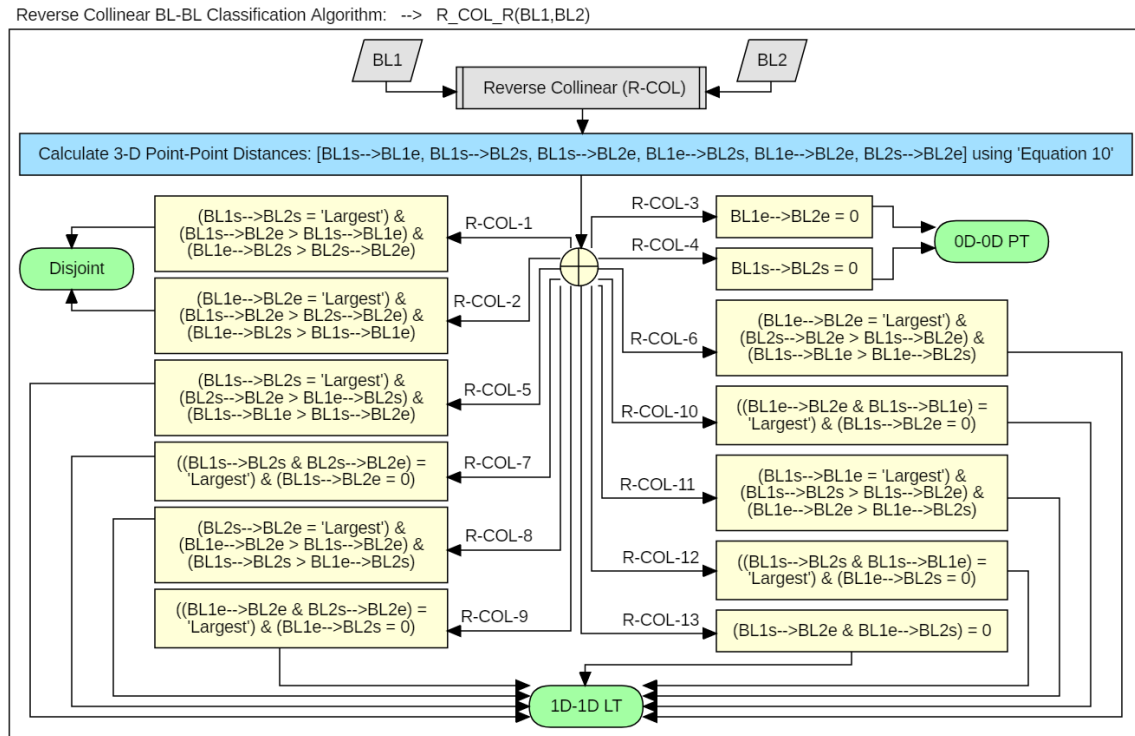 Reverse Collinear BL-BL Classification Algorithm: --> R_COL_R(BL1,BL2)
BL1
BL2
Reverse Collinear (R-COL)
Calculate 3-D Point-Point Distances: [BL1s-->BL1e, BL1s-->BL2s, BL1s-->BL2e, BL1e-->BL2s, BL1e-->BL2e, BL2s-->BL2e] using 'Equation 10'
(BL1s-->BL2s = 'Largest') &
(BL1s-->BL2e > BL1s-->BL1e) &
(BL1e-->BL2s > BL2s-->BL2e)
R-COL-1
R-COL-3
BL1e-->BL2e = 0
Disjoint
R-COL-4
BL1s-->BL2s = 0
0D-0D PT
(BL1e-->BL2e = 'Largest') &
(BL1s-->BL2e > BL2s-->BL2e) &
(BL1e-->BL2s > BL1s-->BL1e)
R-COL-2
R-COL-6
(BL1e-->BL2e = 'Largest') &
(BL2s-->BL2e > BL1s-->BL2e) &
(BL1s-->BL1e > BL1e-->BL2s)
(BL1s-->BL2s = 'Largest') &
(BL2s-->BL2e > BL1e-->BL2s) &
(BL1s-->BL1e > BL1s-->BL2e)
R-COL-5
R-COL-10
((BL1e-->BL2e & BL1s-->BL1e) =
'Largest') & (BL1s-->BL2e = 0)
((BL1s-->BL2s & BL2s-->BL2e) =
'Largest') & (BL1s-->BL2e = 0)
R-COL-7
R-COL-11
(BL1s-->BL1e = 'Largest') &
(BL1s-->BL2s > BL1s-->BL2e) &
(BL1e-->BL2e > BL1e-->BL2s)
(BL2s-->BL2e = 'Largest') &
(BL1e-->BL2e > BL1s-->BL2e) &
(BL1s-->BL2s > BL1e-->BL2s)
R-COL-8
R-COL-12
((BL1s-->BL2s & BL1s-->BL1e) =
'Largest') & (BL1e-->BL2s = 0)
((BL1e-->BL2e & BL2s-->BL2e) =
'Largest') & (BL1e-->BL2s = 0)
R-COL-9
R-COL-13
(BL1s-->BL2e & BL1e-->BL2s) = 0
1D-1D LT